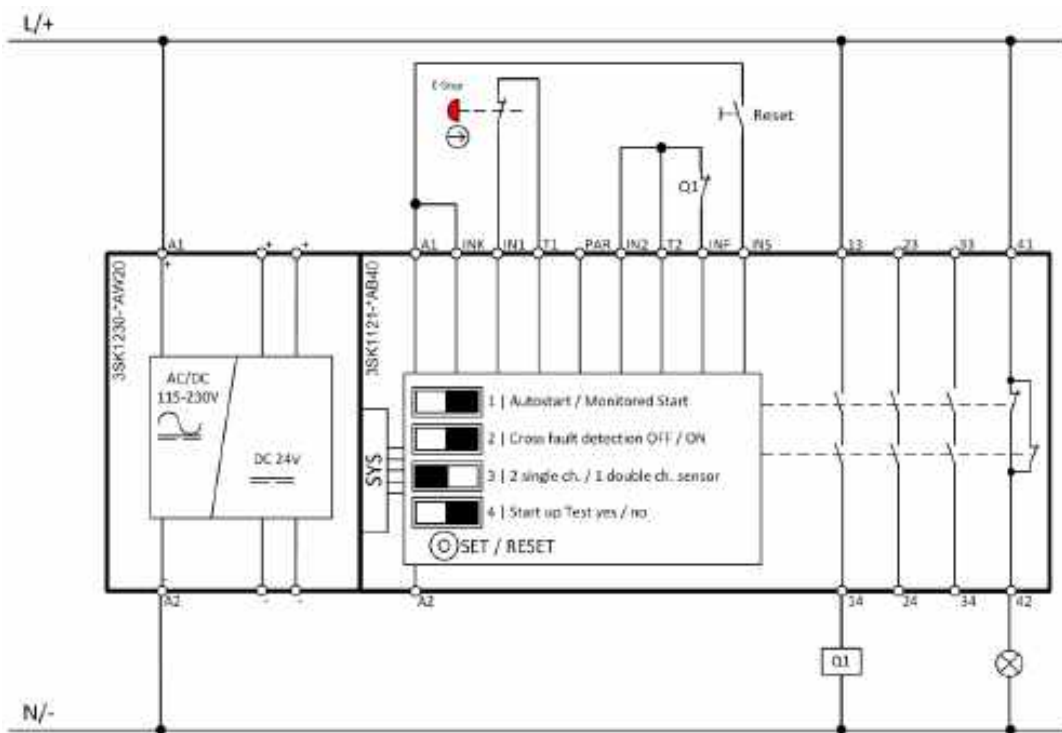 L/+
E-Stop
Reset
Q1
A1
+
+
A1
INK
IN1
T1
PAR
IN2
T2
INF
INS
13
23
33
41
+
3SK1230-*AW20
3SK1121-*AB40
AC/DC
115-230V
DC 24V
SYS
1 | Autostart / Monitored Start
2 | Cross fault detection OFF / ON
3 | 2 single ch. / 1 double ch. sensor
4 | Start up Test yes / no
SET / RESET
A2
-
-
A2
14
24
34
42
Q1
N/-